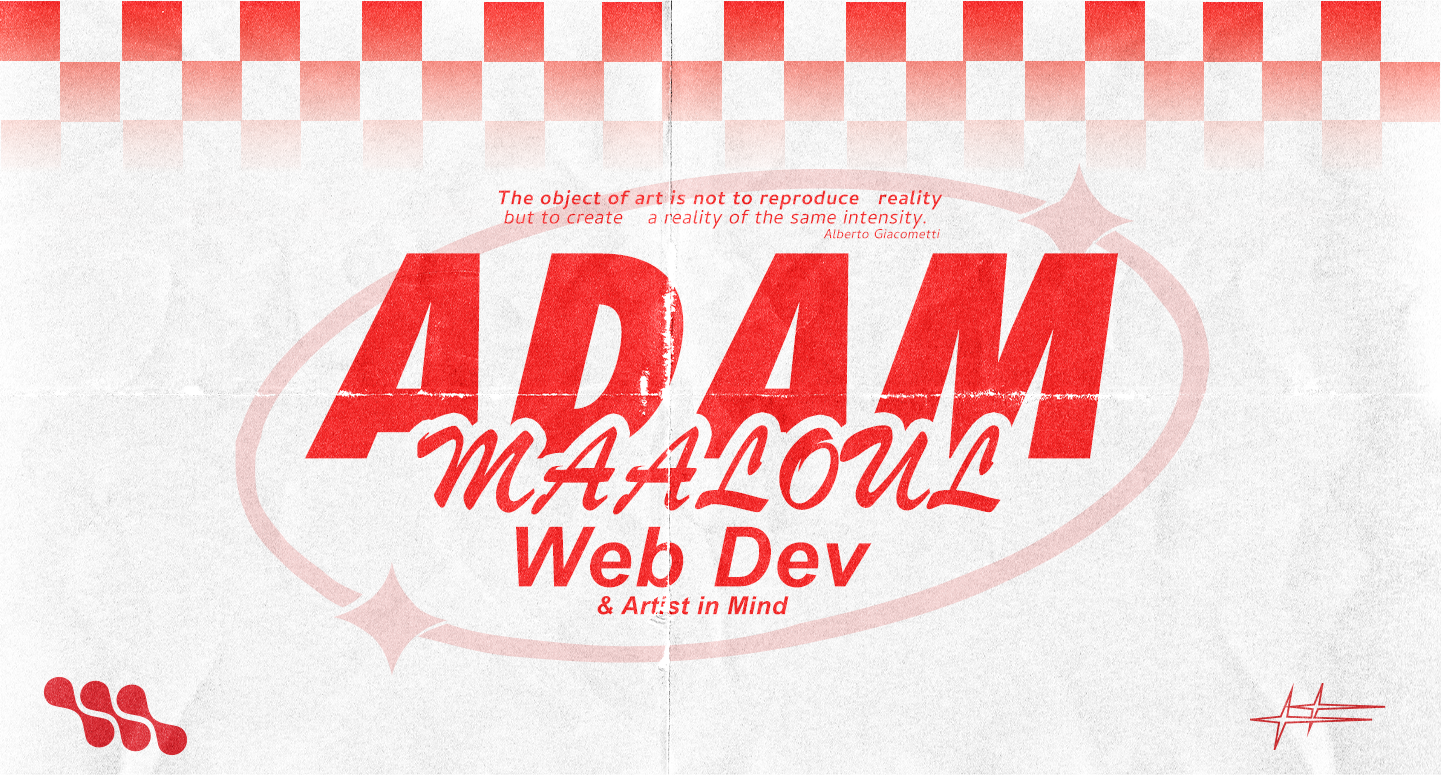 The object of art is not to reproduce reality
but to create a reality of the same intensity.
Alberto Giacometti
ADAM
MAALOUL
Web Dev
& Artist in Mind